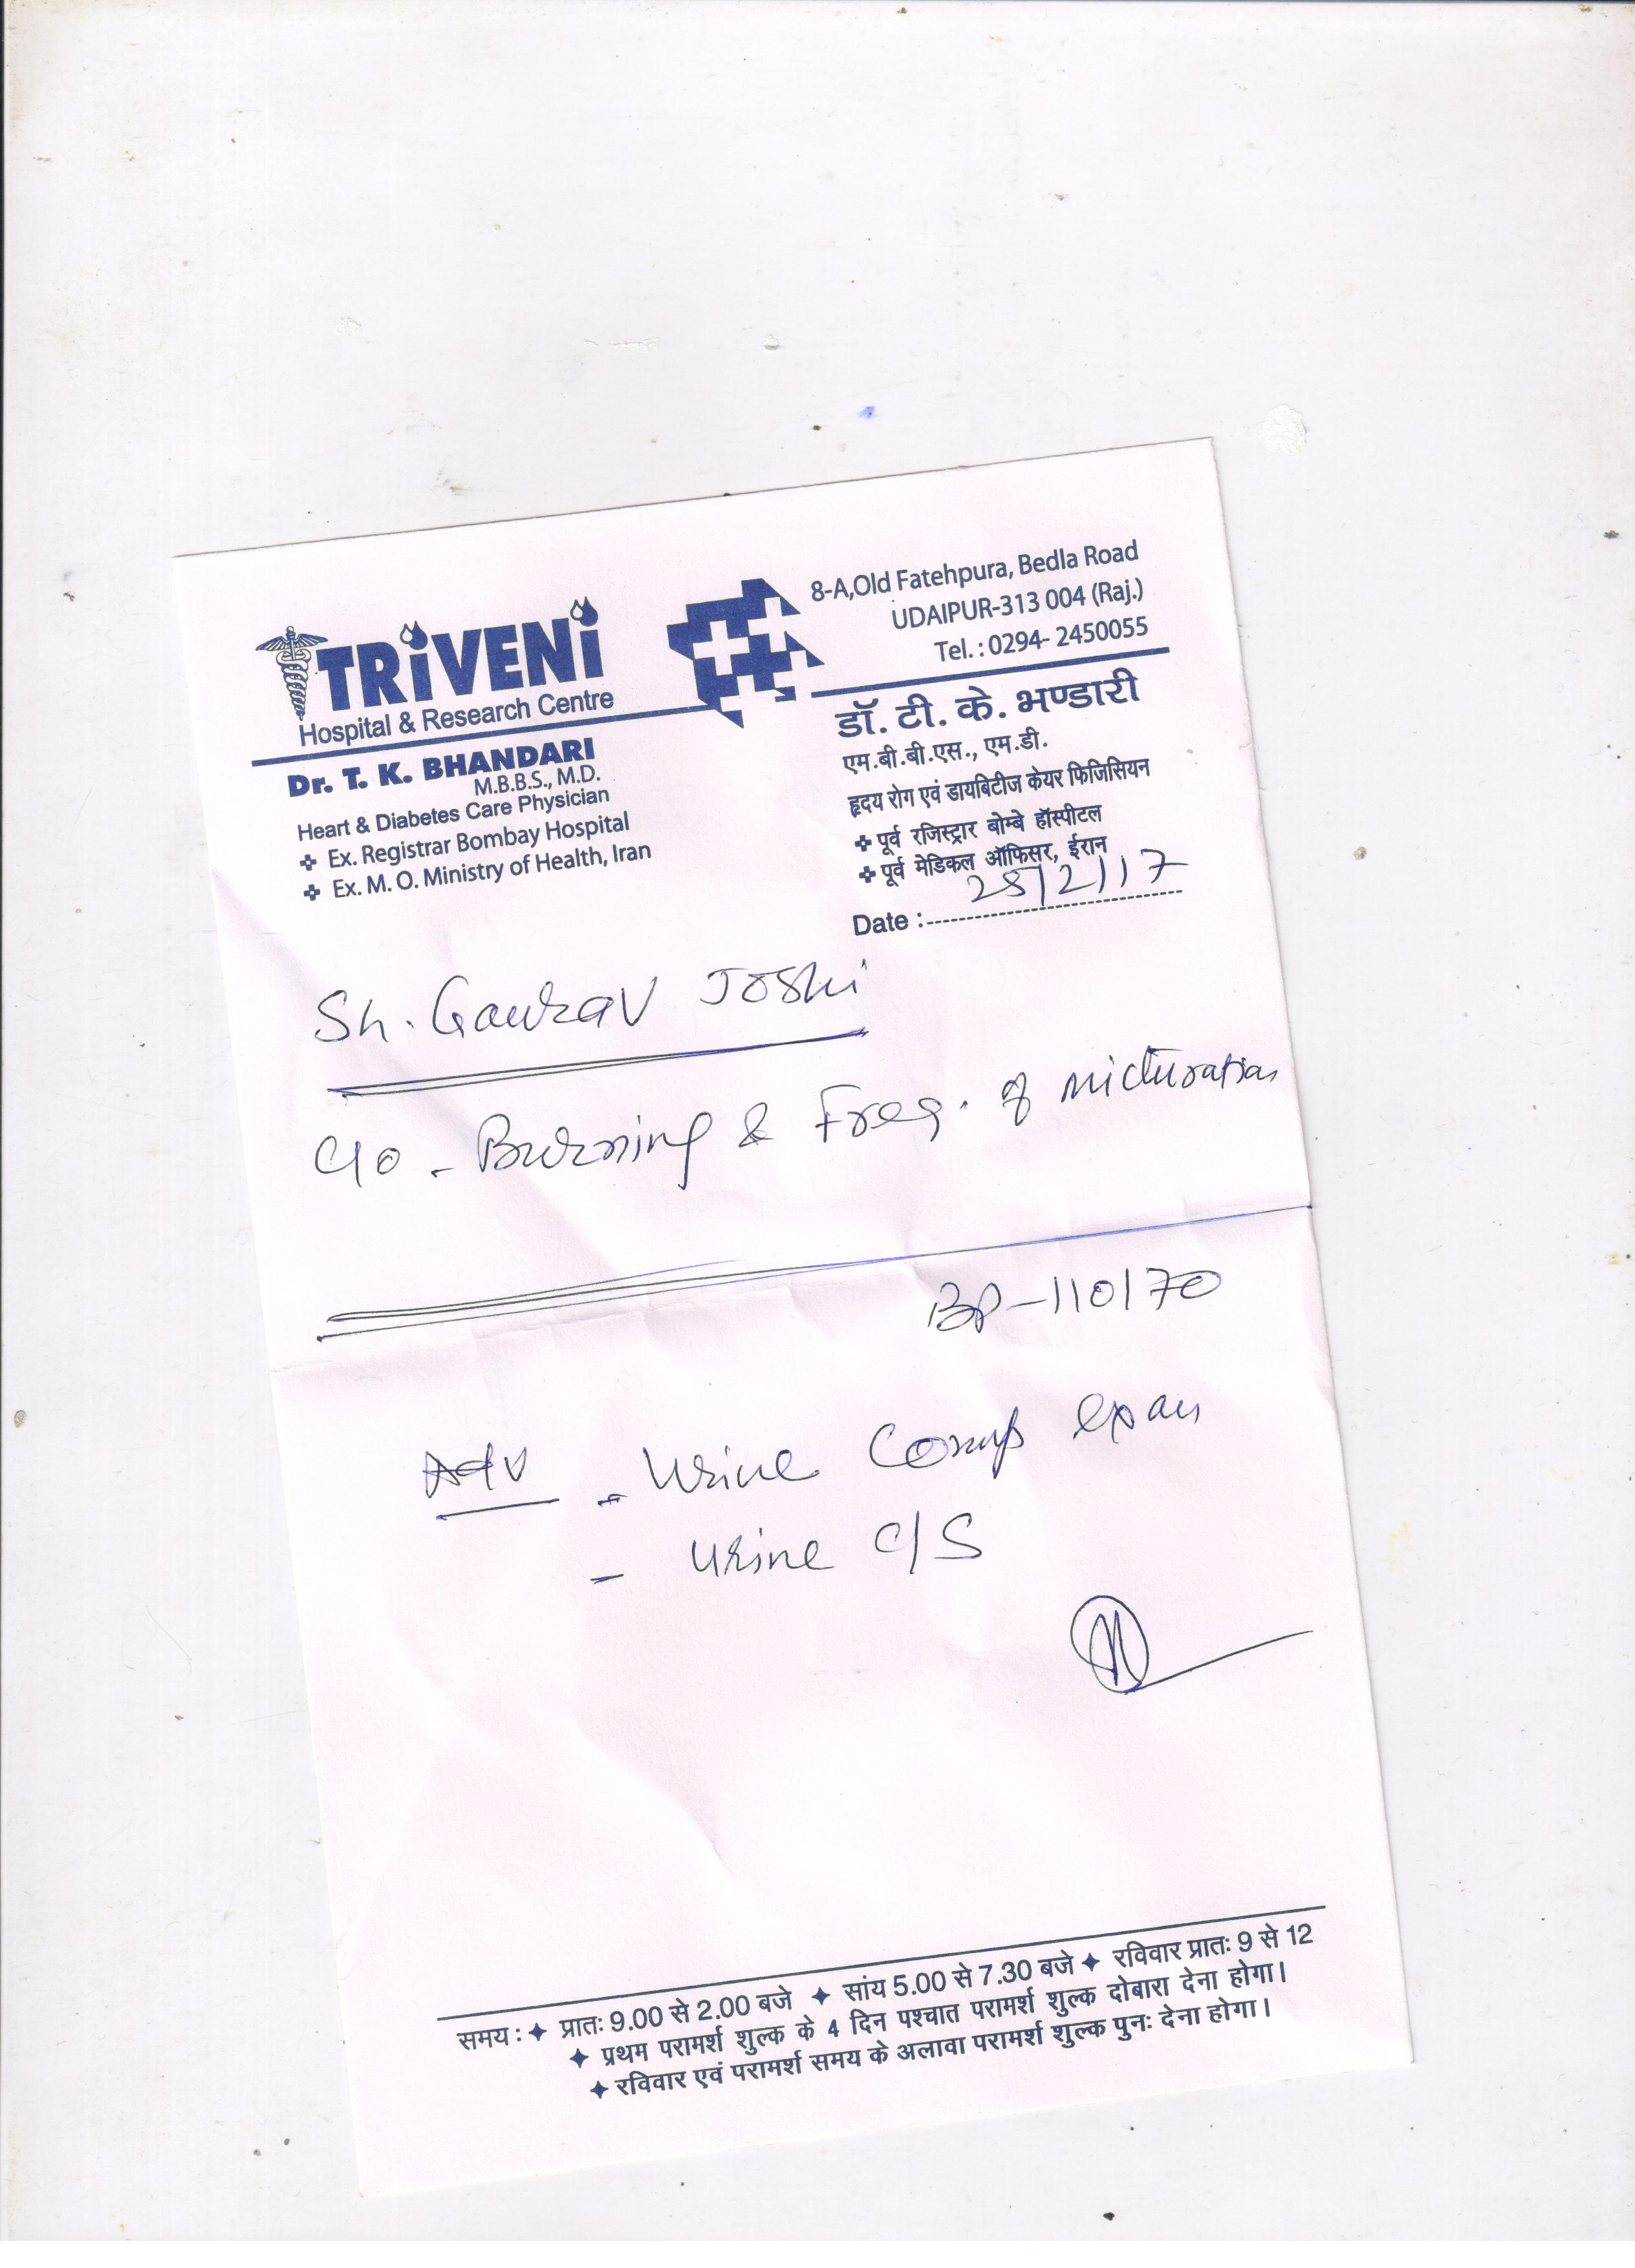 TRiVENi
Hospital & Research Centre
8-A,Old Fatehpura, Bedla Road
UDAIPUR-313 004 (Raj.)
Tel. : 0294- 2450055
Dr. T. K. BHANDARI
M.B.B.S., M.D.
Heart & Diabetes Care Physician
Ex. Registrar Bombay Hospital
Ex. M. O. Ministry of Health, Iran
डॉ. टी. के. भण्डारी
एम.बी.बी.एस., एम.डी.
हृदय रोग एवं डायबिटीज केयर फिजिसियन
पूर्व रजिस्ट्रार बोम्बे हॉस्पीटल
पूर्व मेडिकल ऑफिसर, ईरान
Date : 28/2/17
Sh. Gaurav Joshi
C/o - Burning & Freq. of micturation
BP-110/70
Adv - Urine Comp exam
- Urine C/S
समय : ✦ प्रातः 9.00 से 2.00 बजे ✦ सांय 5.00 से 7.30 बजे ✦ रविवार प्रातः 9 से 12
✦ प्रथम परामर्श शुल्क के 4 दिन पश्चात परामर्श शुल्क दोबारा देना होगा।
✦ रविवार एवं परामर्श समय के अलावा परामर्श शुल्क पुनः देना होगा।